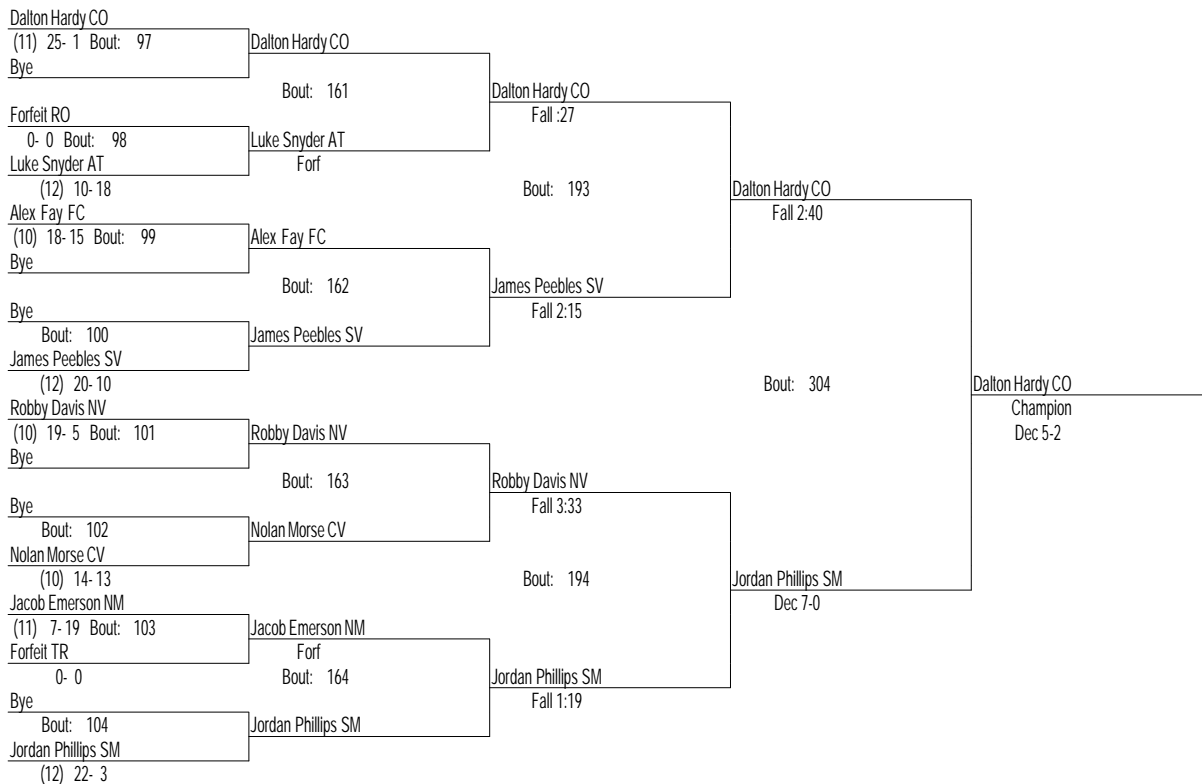 Dalton Hardy CO
(11) 25- 1 Bout: 97
Bye
Forfeit RO
0- 0 Bout: 98
Luke Snyder AT
(12) 10-18
Alex Fay FC
(10) 18-15 Bout: 99
Bye
Bye
Bout: 100
James Peebles SV
(12) 20-10
Robby Davis NV
(10) 19- 5 Bout: 101
Bye
Bye
Bout: 102
Nolan Morse CV
(10) 14-13
Jacob Emerson NM
(11) 7-19 Bout: 103
Forfeit TR
0- 0
Bye
Bout: 104
Jordan Phillips SM
(12) 22- 3
Dalton Hardy CO
Bout: 161
Luke Snyder AT
Forf
Alex Fay FC
Bout: 162
James Peebles SV
Robby Davis NV
Bout: 163
Nolan Morse CV
Jacob Emerson NM
Forf
Bout: 164
Jordan Phillips SM
Dalton Hardy CO
Fall :27
Bout: 193
James Peebles SV
Fall 2:15
Robby Davis NV
Fall 3:33
Bout: 194
Jordan Phillips SM
Fall 1:19
Dalton Hardy CO
Fall 2:40
Bout: 304
Jordan Phillips SM
Dec 7-0
Dalton Hardy CO
Champion
Dec 5-2